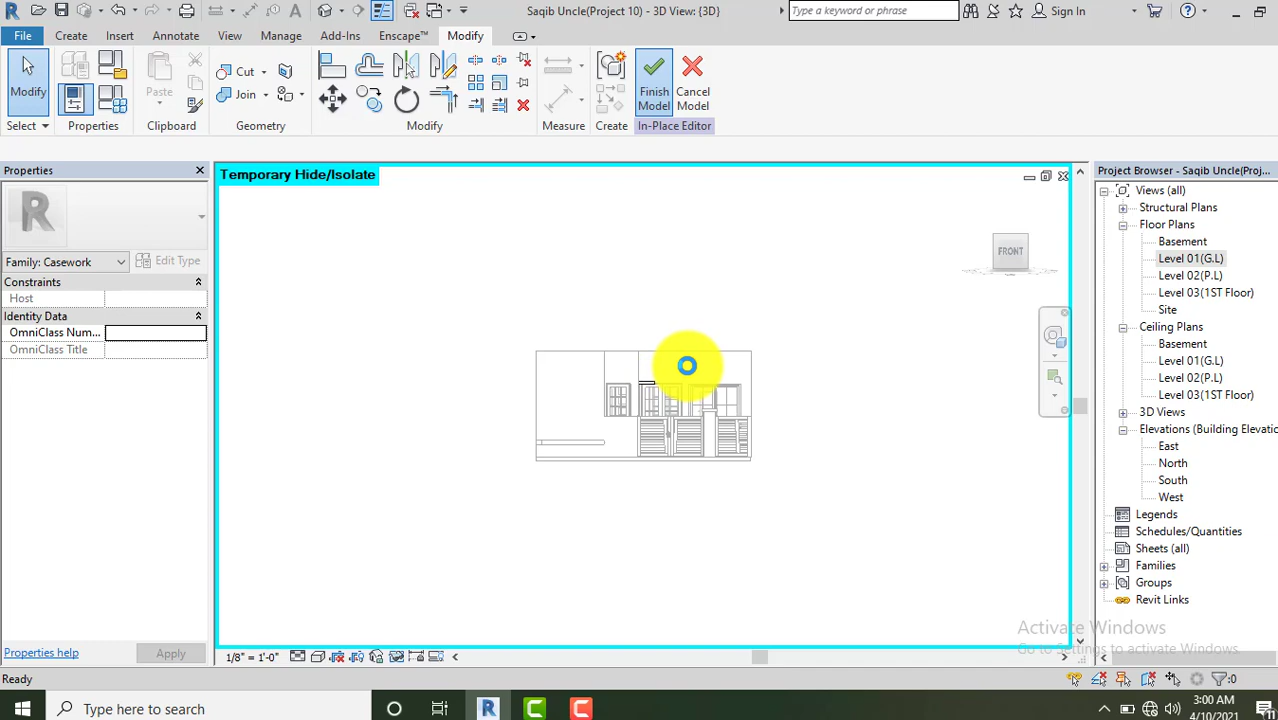 Saqib Uncle(Project 10) - 3D View: {3D}
Type a keyword or phrase
Sign In
File
Create
Insert
Annotate
View
Manage
Add-Ins
Enscape™
Modify
Modify
Paste
Cut
Join
Finish Model
Cancel Model
Select
Properties
Clipboard
Geometry
Modify
Measure
Create
In-Place Editor
Properties
R
Family: Casework
Edit Type
Constraints
Host
Identity Data
OmniClass Num...
OmniClass Title
Properties help
Apply
Temporary Hide/Isolate
FRONT
1/8" = 1'-0"
Project Browser - Saqib Uncle(Proj...
Views (all)
Structural Plans
Floor Plans
Basement
Level 01(G.L)
Level 02(P.L)
Level 03(1ST Floor)
Site
Ceiling Plans
Basement
Level 01(G.L)
Level 02(P.L)
Level 03(1ST Floor)
3D Views
Elevations (Building Elevatio
East
North
South
West
Legends
Schedules/Quantities
Sheets (all)
Families
Groups
Revit Links
Activate Windows
Go to Settings to activate Windows.
Ready
:0
Type here to search
3:00 AM
4/10/2021